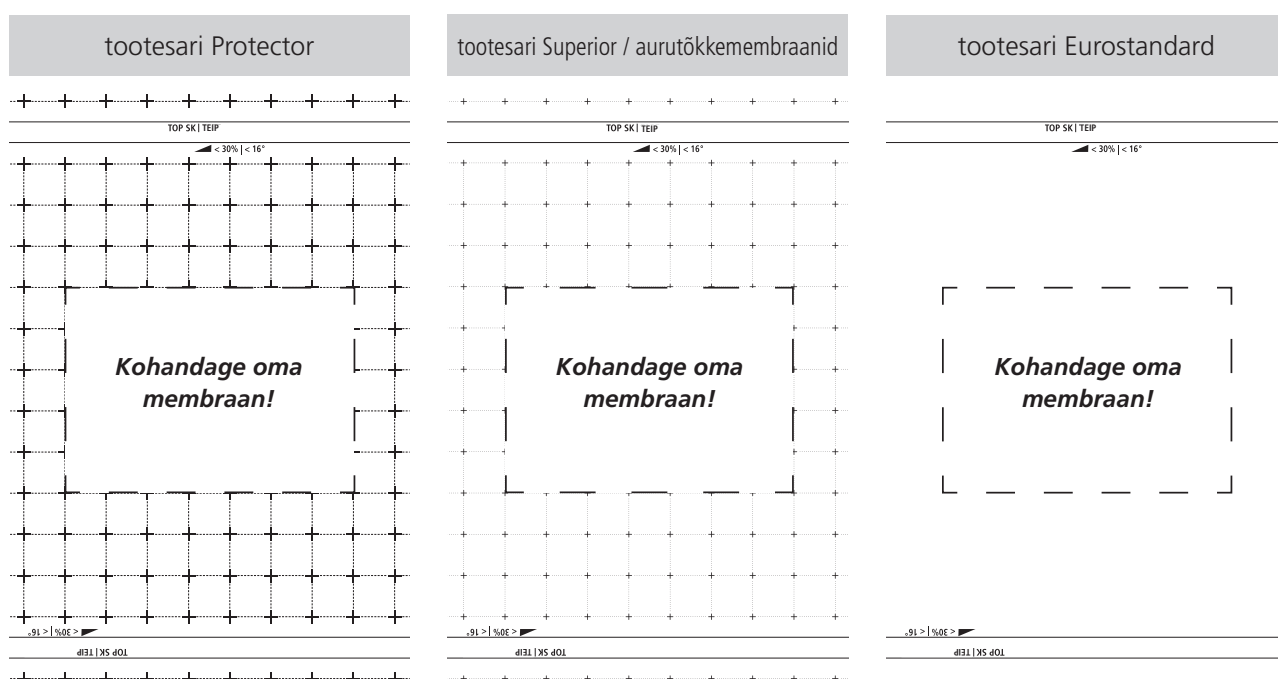 tootesari Protector
TOP SK | TEIP
< 30% | < 16°
Kohandage oma
membraan!
< 30% | < 16°
TOP SK | TEIP
tootesari Superior / aurutõkkemembraanid
TOP SK | TEIP
< 30% | < 16°
Kohandage oma
membraan!
< 30% | < 16°
TOP SK | TEIP
tootesari Eurostandard
TOP SK | TEIP
< 30% | < 16°
Kohandage oma
membraan!
< 30% | < 16°
TOP SK | TEIP